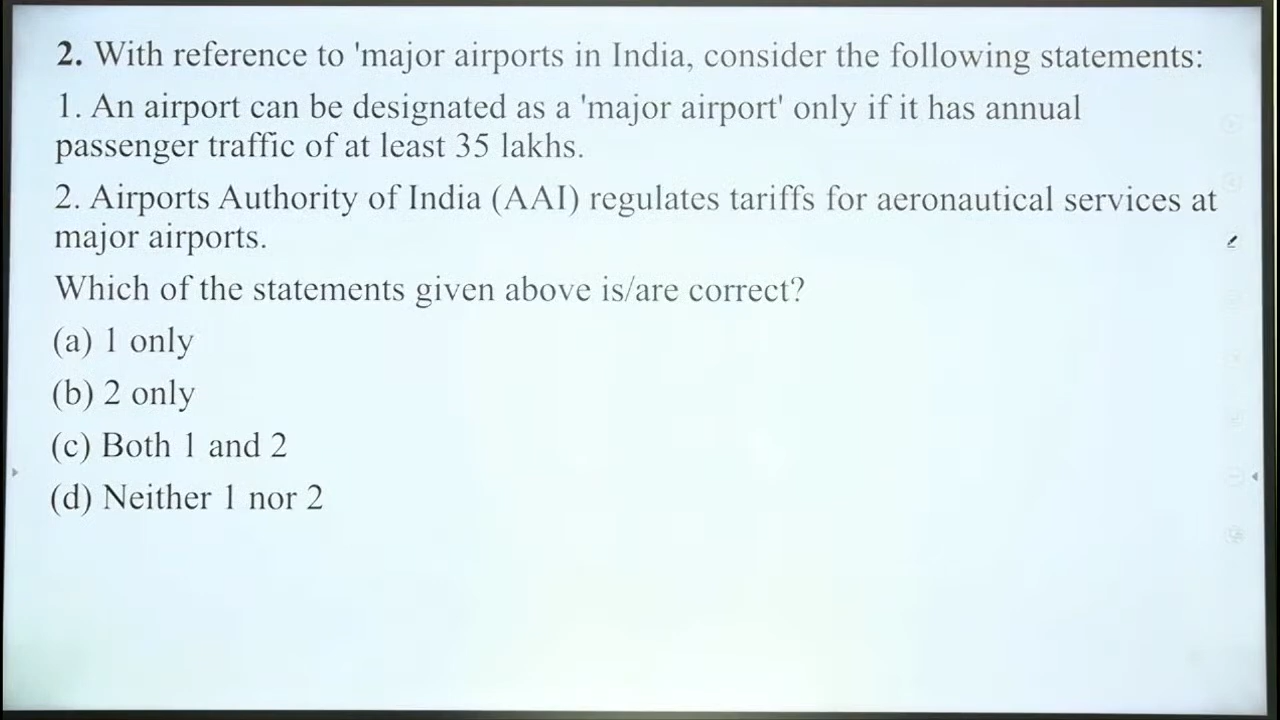 2. With reference to 'major airports in India, consider the following statements:
1. An airport can be designated as a 'major airport' only if it has annual
passenger traffic of at least 35 lakhs.
2. Airports Authority of India (AAI) regulates tariffs for aeronautical services at
major airports.
Which of the statements given above is/are correct?
(a) 1 only
(b) 2 only
(c) Both 1 and 2
(d) Neither 1 nor 2